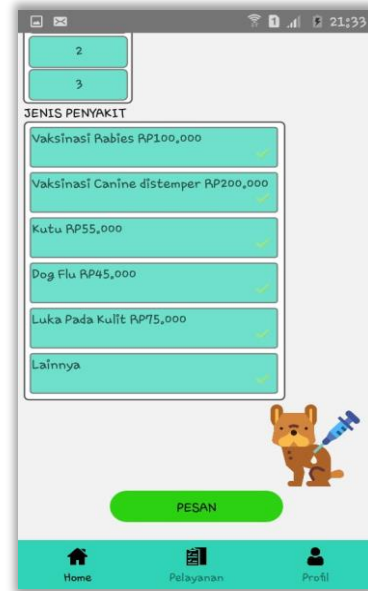 21:33
2
3
JENIS PENYAKIT
Vaksinasi Rabies RP100,000
Vaksinasi Canine distemper RP200,000
Kutu RP55,000
Dog Flu RP45,000
Luka Pada Kulit RP75,000
Lainnya
PESAN
Home Pelayanan Profil